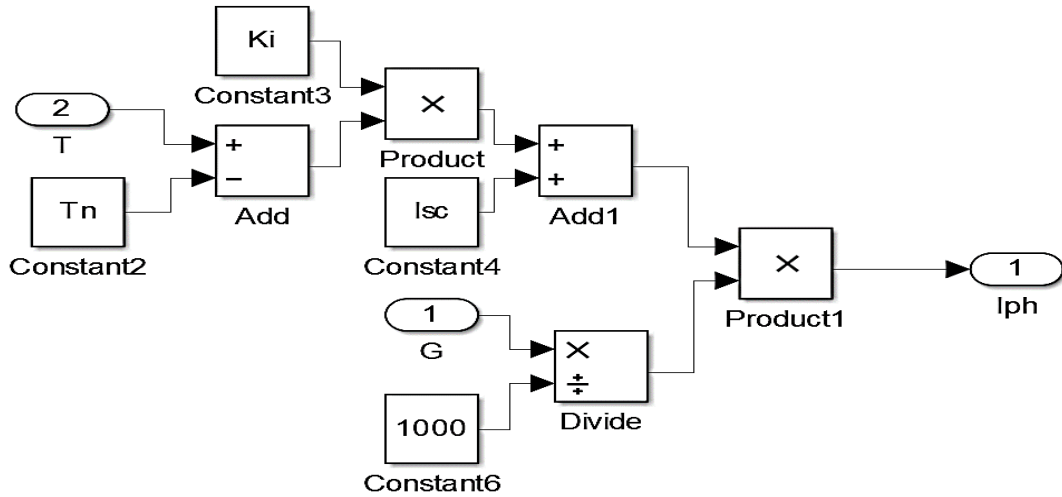 Ki
Constant3
2
T
+
−
Add
Tn
Constant2
×
Product
Isc
Constant4
+
+
Add1
×
Product1
1
Iph
1
G
×
÷
Divide
1000
Constant6